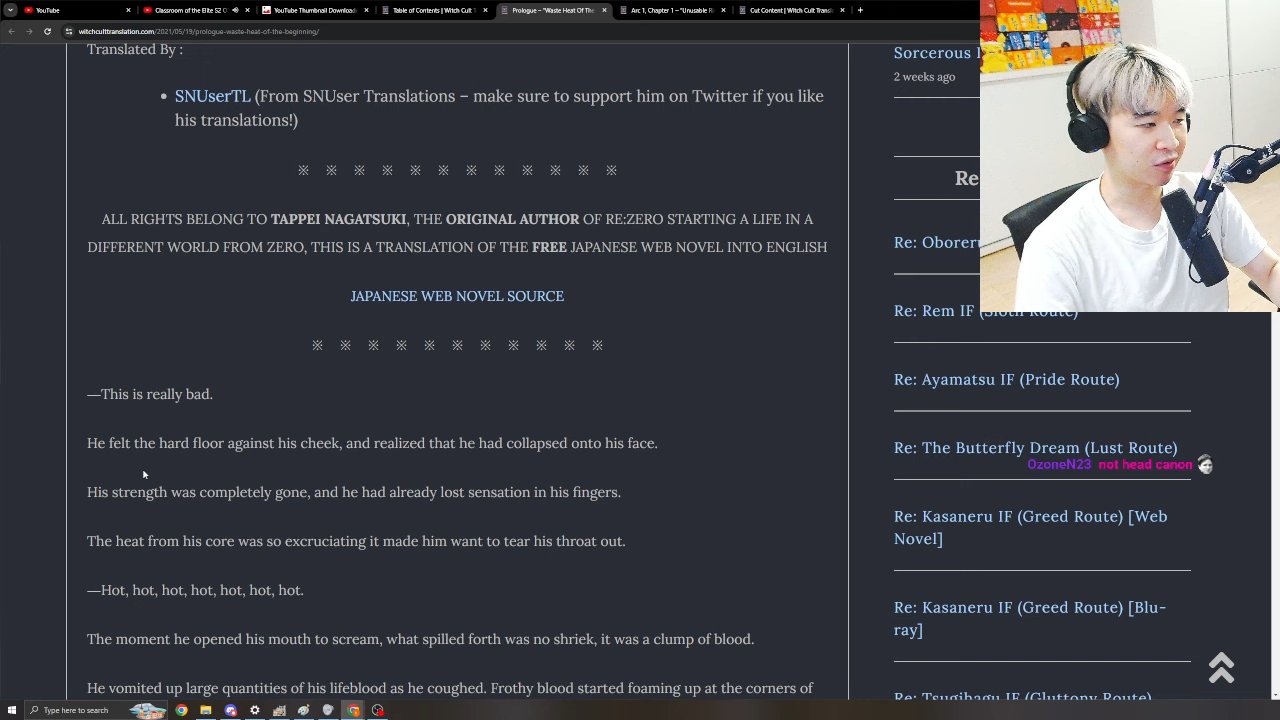 YouTube
Classroom of the Elite S2
YouTube Thumbnail Download
Table of Contents | Witch Cult
Prologue – "Waste Heat Of The
Arc 1, Chapter 1 – "Unusable
Cut Content | Witch Cult Trans
witchculttranslation.com/2021/05/19/prologue-waste-heat-of-the-beginning/
Translated By :
• SNUserTL (From SNUser Translations – make sure to support him on Twitter if you like
his translations!)
※ ※ ※ ※ ※ ※ ※ ※ ※ ※ ※ ※
ALL RIGHTS BELONG TO TAPPEI NAGATSUKI, THE ORIGINAL AUTHOR OF RE:ZERO STARTING A LIFE IN A
DIFFERENT WORLD FROM ZERO, THIS IS A TRANSLATION OF THE FREE JAPANESE WEB NOVEL INTO ENGLISH
JAPANESE WEB NOVEL SOURCE
※ ※ ※ ※ ※ ※ ※ ※ ※ ※ ※
―This is really bad.
He felt the hard floor against his cheek, and realized that he had collapsed onto his face.
His strength was completely gone, and he had already lost sensation in his fingers.
The heat from his core was so excruciating it made him want to tear his throat out.
―Hot, hot, hot, hot, hot, hot, hot.
The moment he opened his mouth to scream, what spilled forth was no shriek, it was a clump of blood.
He vomited up large quantities of his lifeblood as he coughed. Frothy blood started foaming up at the corners of
Sorcerous
2 weeks ago
Re
Re: Oboreru
Re: Rem IF (Sloth Route)
Re: Ayamatsu IF (Pride Route)
Re: The Butterfly Dream (Lust Route)
OzoneN23 not head canon
Re: Kasaneru IF (Greed Route) [Web
Novel]
Re: Kasaneru IF (Greed Route) [Blu-
ray]
Re: Tsugihagu IF (Gluttony Route)
Type here to search